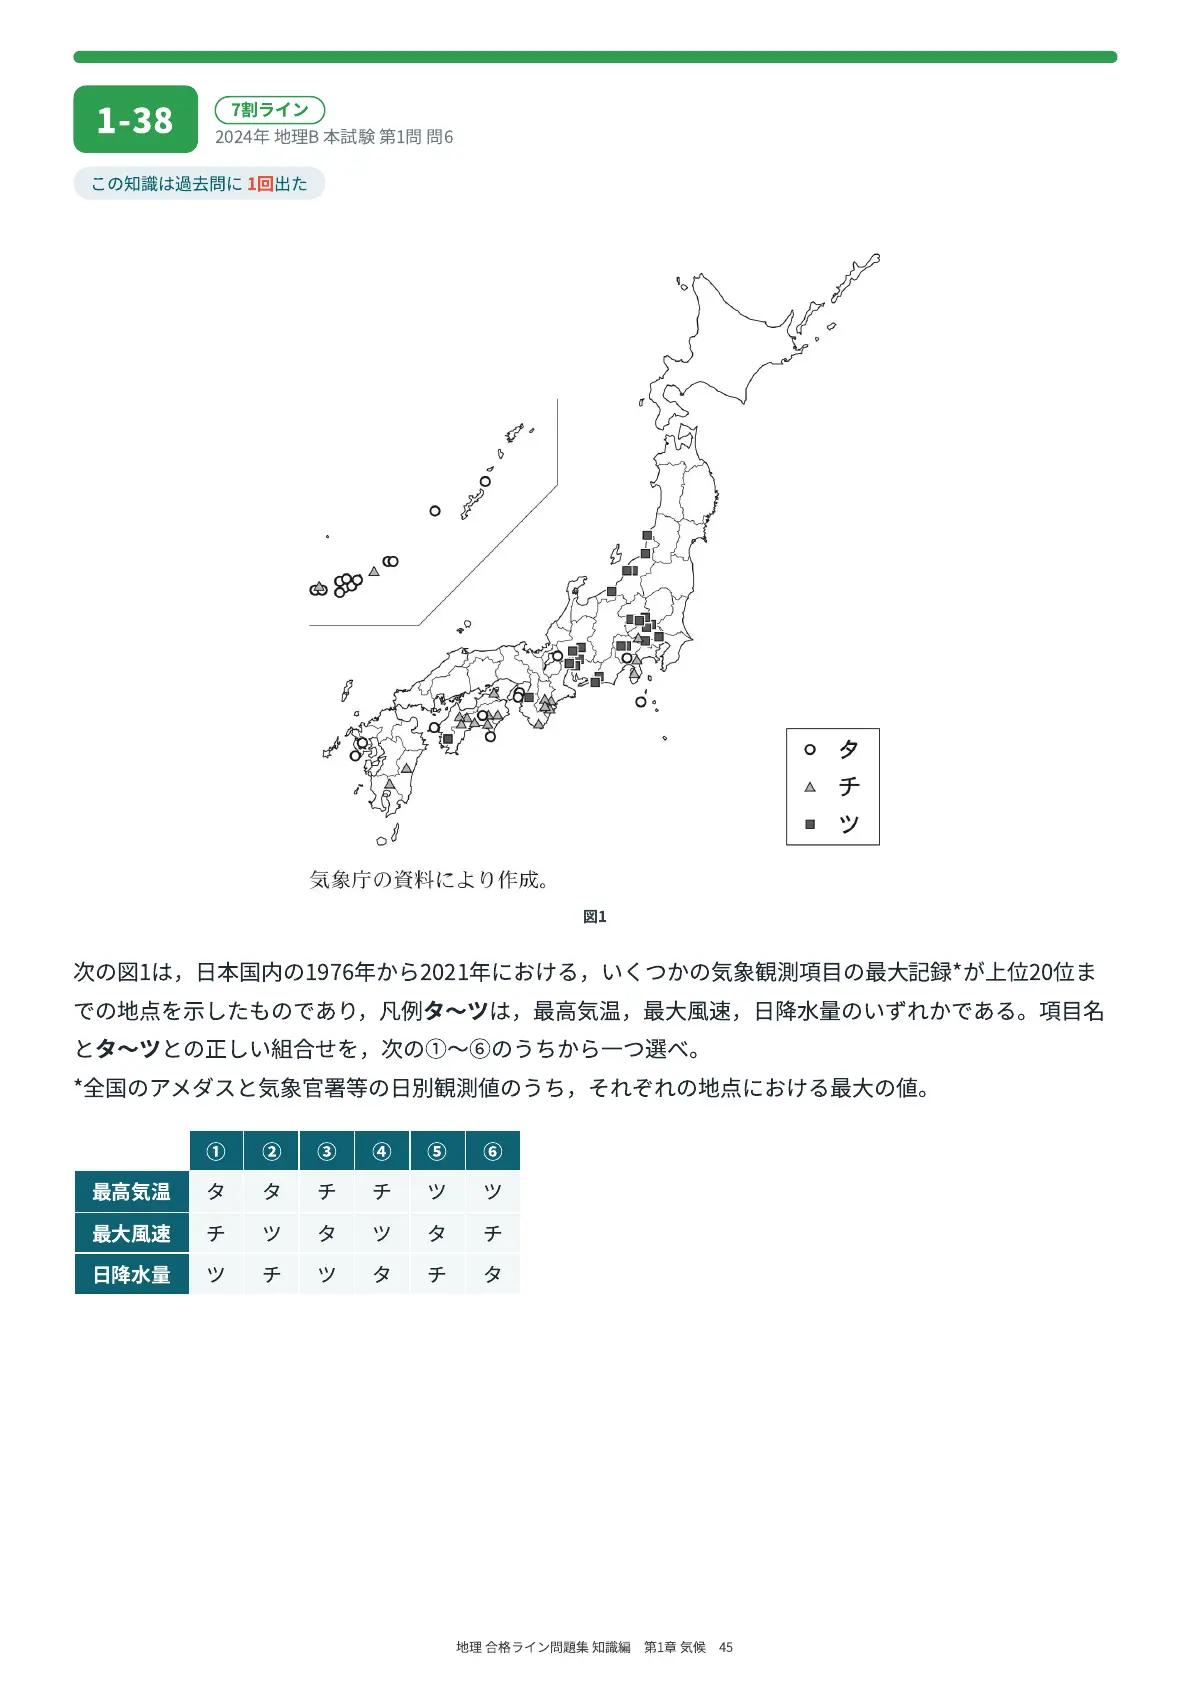 1-38
7割ライン
2024年 地理B 本試験 第1問 問6
この知識は過去問に 1回出た
タ
チ
ツ
気象庁の資料により作成。
図1
次の図1は，日本国内の1976年から2021年における，いくつかの気象観測項目の最大記録*が上位20位ま
での地点を示したものであり，凡例タ～ツは，最高気温，最大風速，日降水量のいずれかである。項目名
とタ～ツとの正しい組合せを，次の①～⑥のうちから一つ選べ。
*全国のアメダスと気象官署等の日別観測値のうち，それぞれの地点における最大の値。
① ② ③ ④ ⑤ ⑥
最高気温 タ タ チ チ ツ ツ
最大風速 チ ツ タ ツ タ チ
日降水量 ツ チ ツ タ チ タ
地理 合格ライン問題集 知識編 第1章 気候 45